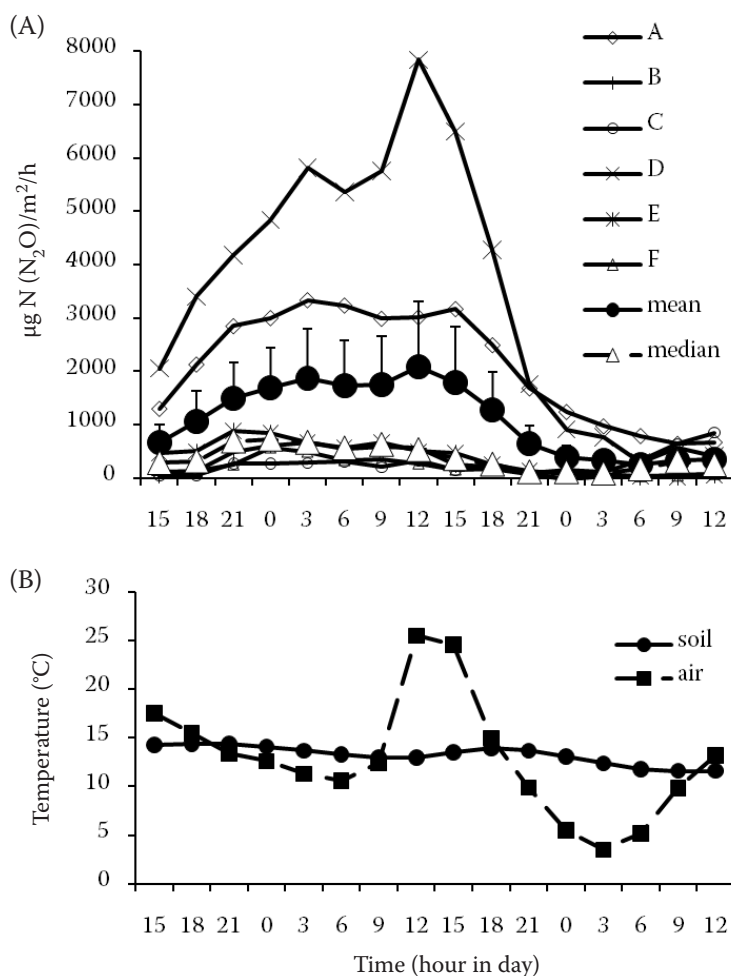 (A)
8000
7000
6000
5000
4000
3000
2000
1000
0
µg N (N₂O)/m²/h
A
B
C
D
E
F
mean
median
15 18 21 0 3 6 9 12 15 18 21 0 3 6 9 12
(B)
30
25
20
15
10
5
0
Temperature (°C)
soil
air
15 18 21 0 3 6 9 12 15 18 21 0 3 6 9 12
Time (hour in day)